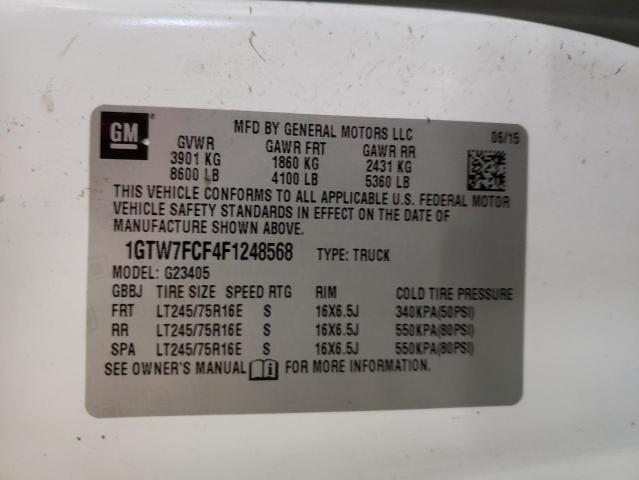 GM
MFD BY GENERAL MOTORS LLC 06/15
GVWR GAWR FRT GAWR RR
3901 KG 1860 KG 2431 KG
8600 LB 4100 LB 5360 LB
THIS VEHICLE CONFORMS TO ALL APPLICABLE U.S. FEDERAL MOTOR
VEHICLE SAFETY STANDARDS IN EFFECT ON THE DATE OF
MANUFACTURE SHOWN ABOVE.
1GTW7FCF4F1248568 TYPE: TRUCK
MODEL: G23405
GBBJ TIRE SIZE SPEED RTG RIM COLD TIRE PRESSURE
FRT LT245/75R16E S 16X6.5J 340KPA(50PSI)
RR LT245/75R16E S 16X6.5J 550KPA(80PSI)
SPA LT245/75R16E S 16X6.5J 550KPA(80PSI)
SEE OWNER'S MANUAL i FOR MORE INFORMATION.